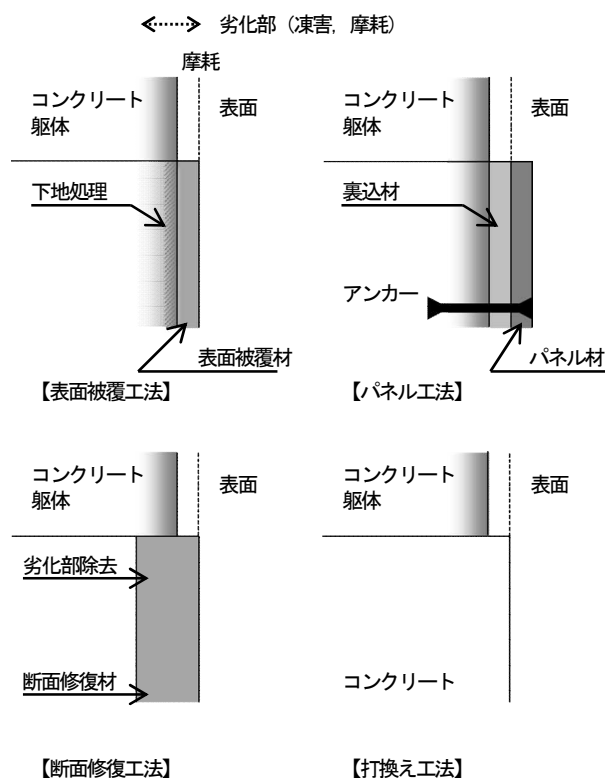 劣化部（凍害，摩耗）
摩耗
コンクリート
躯体
表面
下地処理
表面被覆材
【表面被覆工法】
コンクリート
躯体
表面
裏込材
アンカー
パネル材
【パネル工法】
コンクリート
躯体
表面
劣化部除去
断面修復材
【断面修復工法】
コンクリート
躯体
表面
コンクリート
【打換え工法】